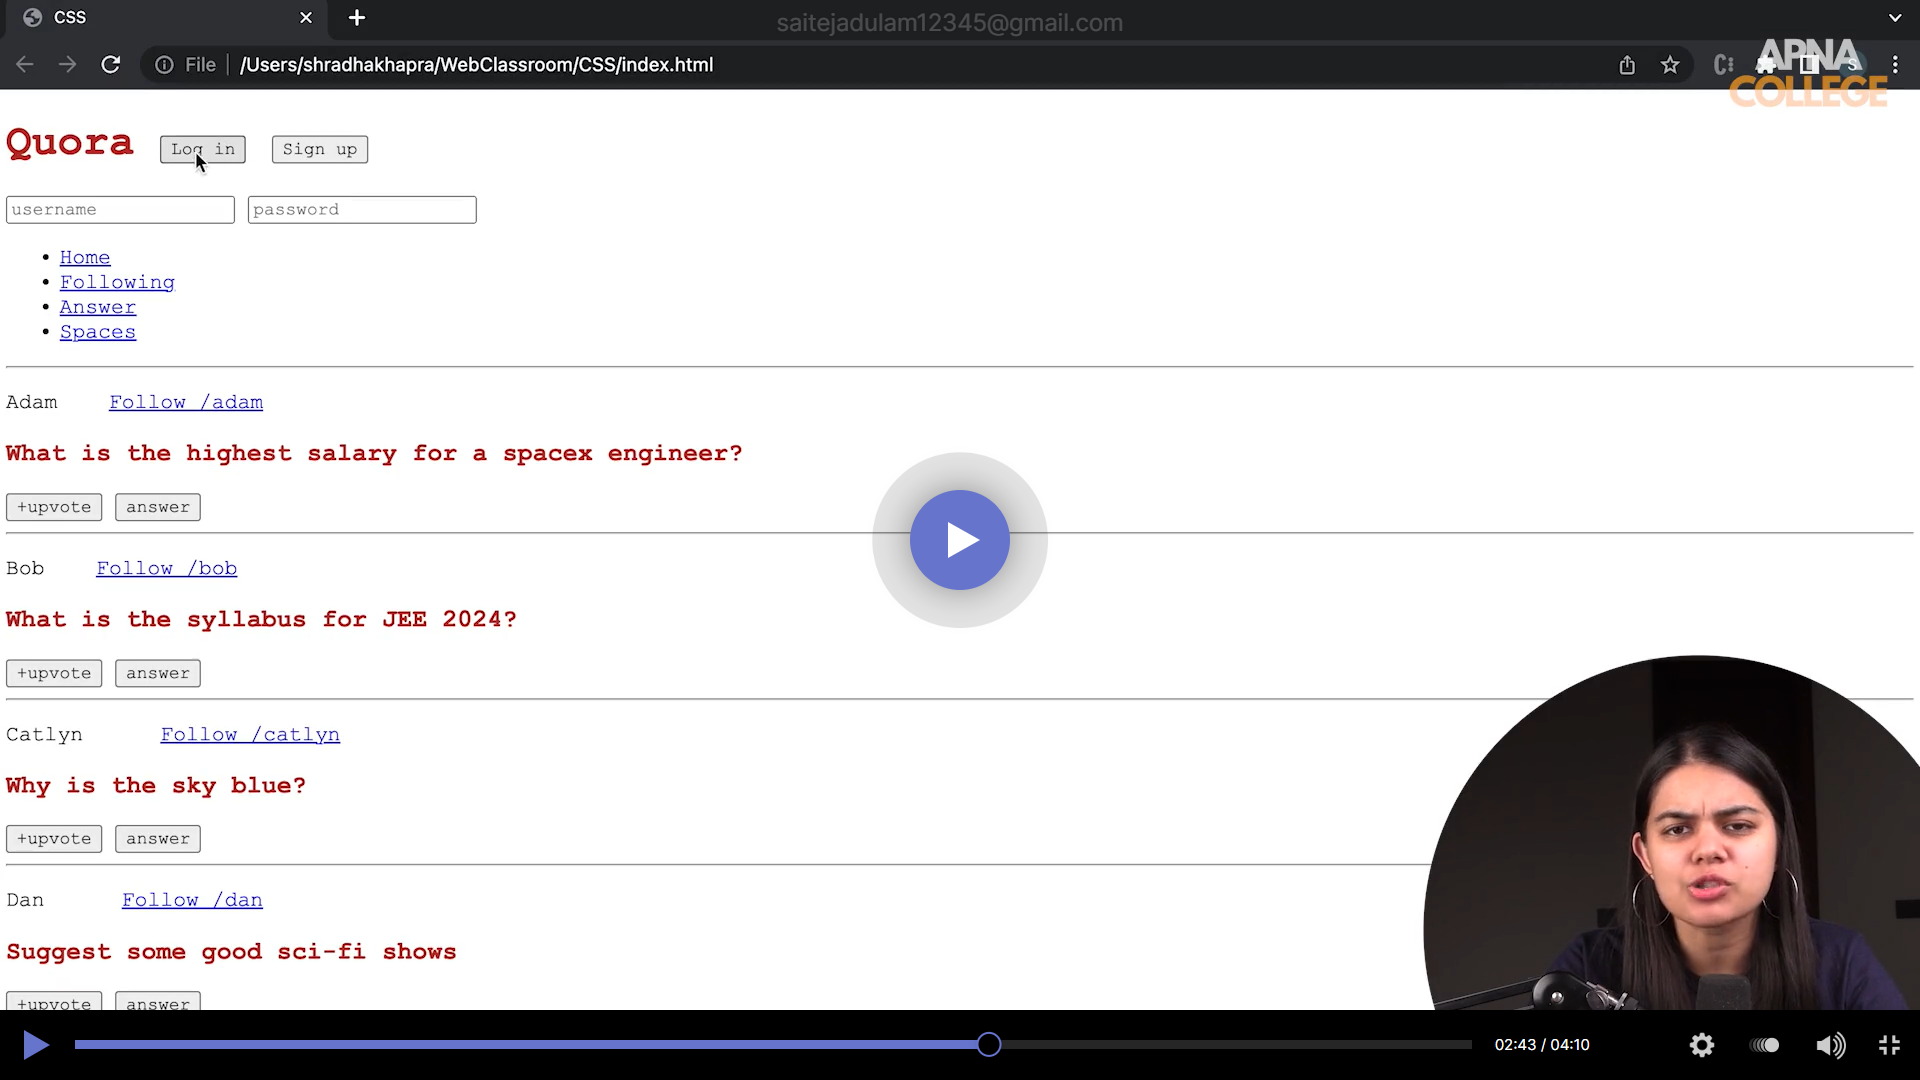 CSS
saitejadulam12345@gmail.com
File /Users/shradhakhapra/WebClassroom/CSS/index.html
APNA
COLLEGE
Quora Log in Sign up
username password
Home
Following
Answer
Spaces
Adam Follow /adam
What is the highest salary for a spacex engineer?
+upvote answer
Bob Follow /bob
What is the syllabus for JEE 2024?
+upvote answer
Catlyn Follow /catlyn
Why is the sky blue?
+upvote answer
Dan Follow /dan
Suggest some good sci-fi shows
+upvote answer
02:43 / 04:10